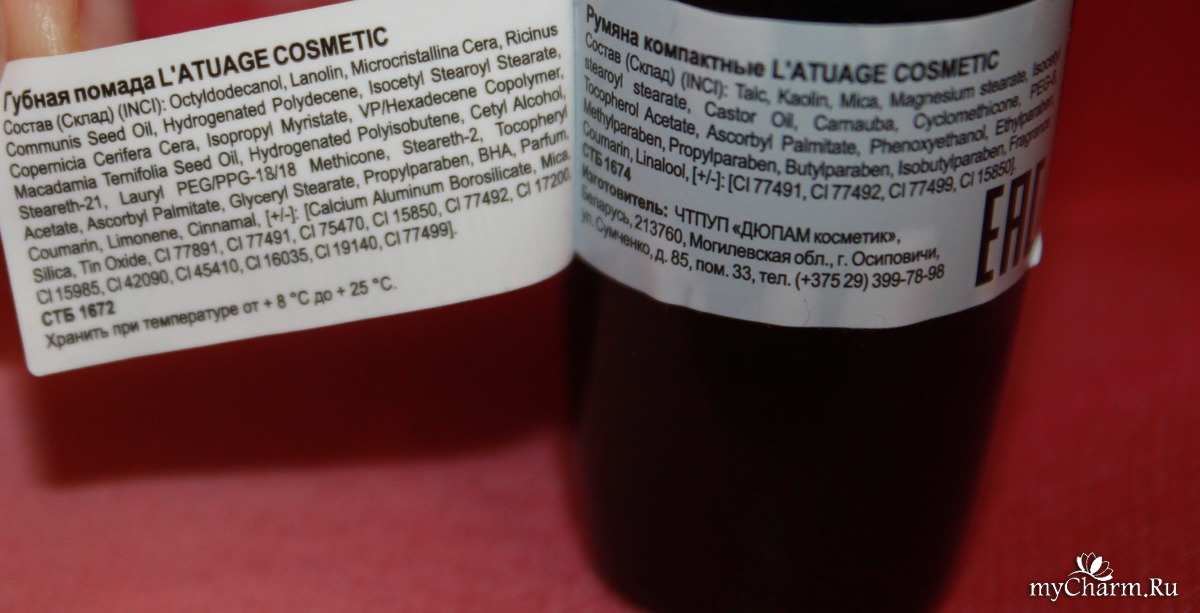 Губная помада L'ATUAGE COSMETIC
Состав (Склад) (INCI): Octyldodecanol, Lanolin, Microcristallina Cera, Ricinus
Communis Seed Oil, Hydrogenated Polydecene, Isocetyl Stearoyl Stearate,
Copernicia Cerifera Cera, Isopropyl Myristate, VP/Hexadecene Copolymer,
Macadamia Ternifolia Seed Oil, Hydrogenated Polyisobutene, Cetyl Alcohol,
Steareth-21, Lauryl PEG/PPG-18/18 Methicone, Steareth-2, Tocopheryl
Acetate, Ascorbyl Palmitate, Glyceryl Stearate, Propylparaben, BHA, Parfum,
Coumarin, Limonene, Cinnamal, [+/-]: [Calcium Aluminum Borosilicate, Mica,
Silica, Tin Oxide, CI 77891, CI 77491, CI 75470, CI 15850, CI 77492, CI 17200,
CI 15985, CI 42090, CI 45410, CI 16035, CI 19140, CI 77499].
СТБ 1672
Хранить при температуре от + 8 °С до + 25 °С.
Румяна компактные L'ATUAGE COSMETIC
Состав (Склад) (INCI): Talc, Kaolin, Mica, Magnesium stearate, Isocetyl
stearoyl stearate, Castor Oil, Carnauba, Cyclomethicone, PEG-8,
Tocopherol Acetate, Ascorbyl Palmitate, Phenoxyethanol, Ethylparaben,
Methylparaben, Propylparaben, Butylparaben, Isobutylparaben, Fragrance,
Coumarin, Linalool, [+/-]: [CI 77491, CI 77492, CI 77499, CI 15850].
СТБ 1674
Изготовитель: ЧТПУП «ДЮПАМ косметик»,
Беларусь, 213760, Могилевская обл., г. Осиповичи,
ул. Сумченко, д. 85, пом. 33, тел. (+375 29) 399-78-98
EAC
myCharm.Ru